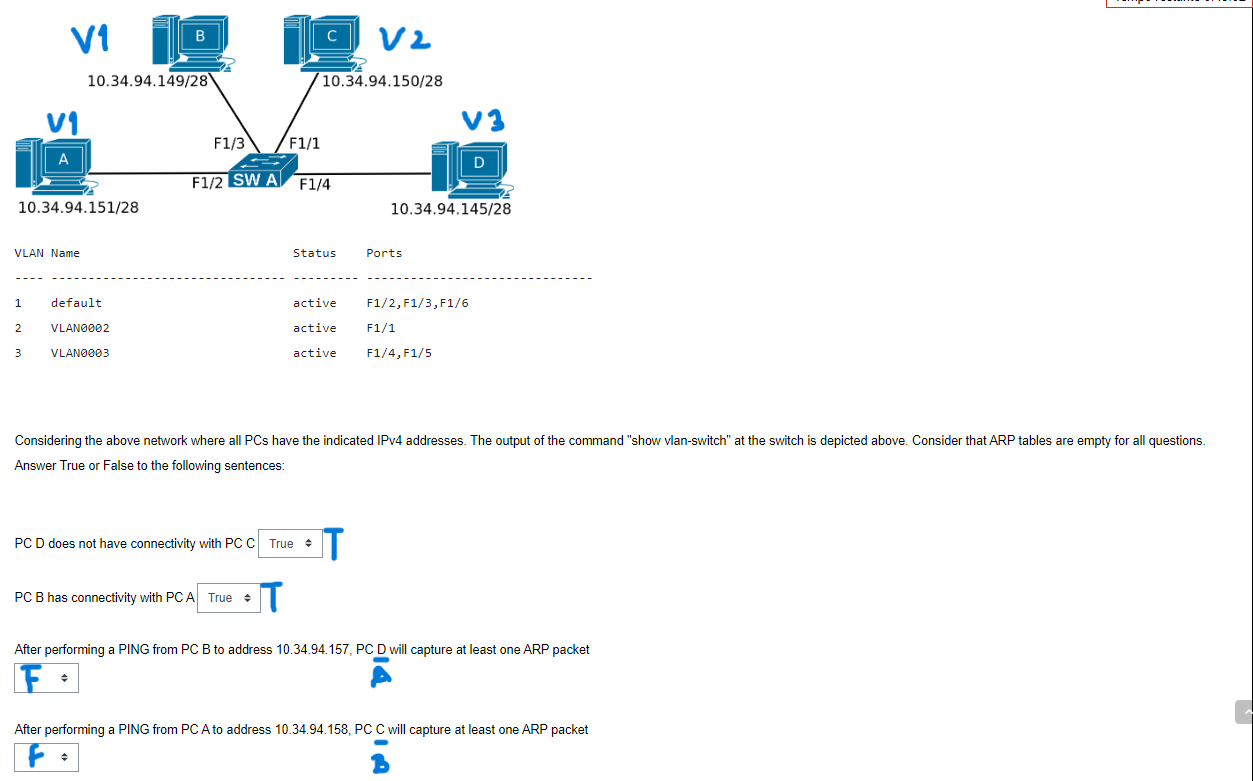 V1 B C V2
10.34.94.149/28 10.34.94.150/28
V1 V3
A F1/3 F1/1 D
F1/2 SW A F1/4
10.34.94.151/28 10.34.94.145/28
VLAN Name Status Ports
---- -------------------------------- --------- -------------------------------
1 default active F1/2,F1/3,F1/6
2 VLAN0002 active F1/1
3 VLAN0003 active F1/4,F1/5
Considering the above network where all PCs have the indicated IPv4 addresses. The output of the command "show vlan-switch" at the switch is depicted above. Consider that ARP tables are empty for all questions.
Answer True or False to the following sentences:
PC D does not have connectivity with PC C True T
PC B has connectivity with PC A True T
After performing a PING from PC B to address 10.34.94.157, PC D will capture at least one ARP packet
F A
After performing a PING from PC A to address 10.34.94.158, PC C will capture at least one ARP packet
F B